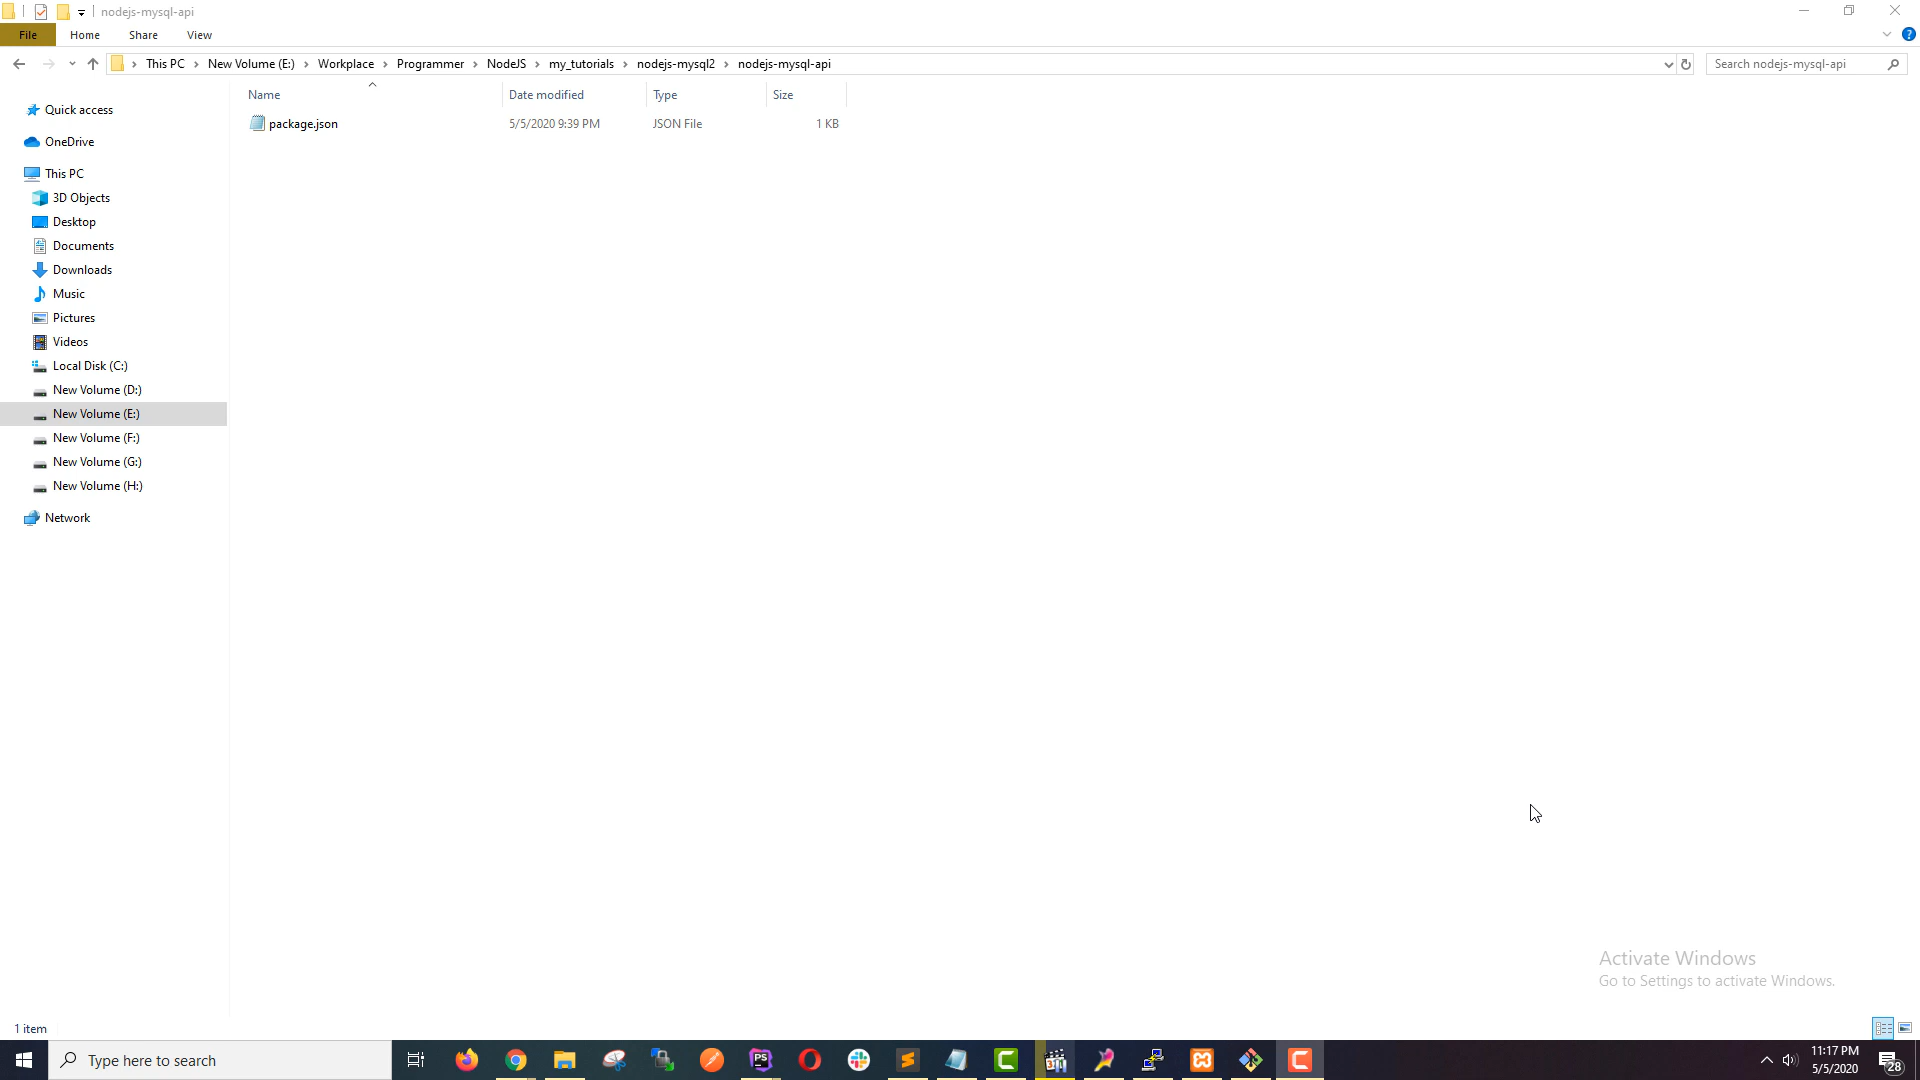 nodejs-mysql-api
File Home Share View
This PC New Volume (E:) Workplace Programmer NodeJS my_tutorials nodejs-mysql2 nodejs-mysql-api
Search nodejs-mysql-api
Name Date modified Type Size
package.json 5/5/2020 9:39 PM JSON File 1 KB
Quick access
OneDrive
This PC
3D Objects
Desktop
Documents
Downloads
Music
Pictures
Videos
Local Disk (C:)
New Volume (D:)
New Volume (E:)
New Volume (F:)
New Volume (G:)
New Volume (H:)
Network
Activate Windows
Go to Settings to activate Windows.
1 item
Type here to search
PS
11:17 PM
5/5/2020
28